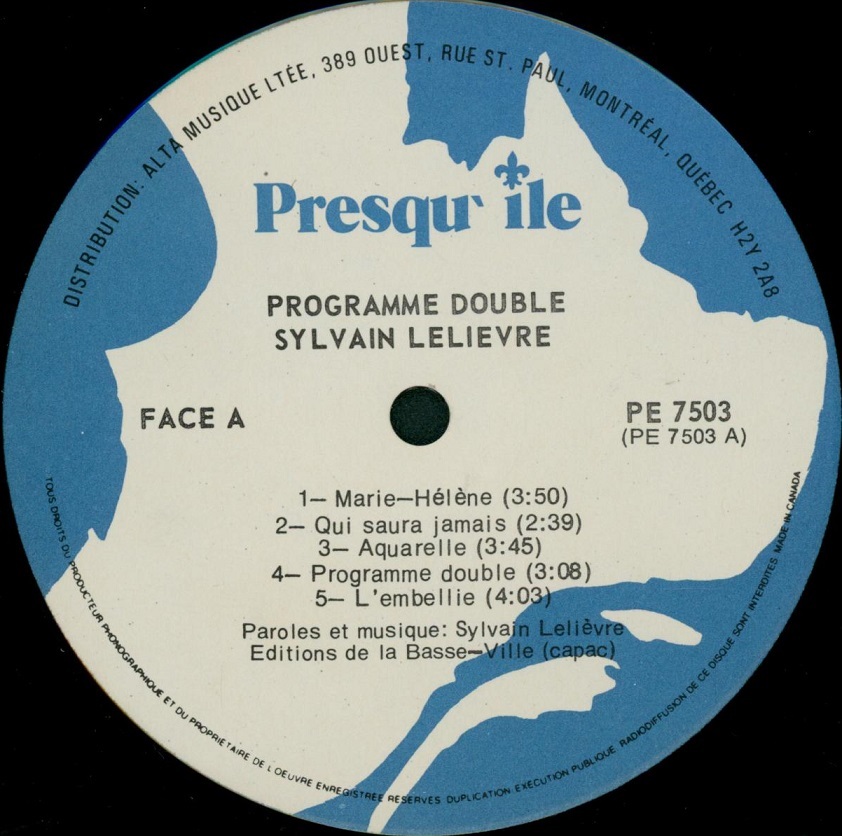 DISTRIBUTION: ALTA MUSIQUE LTÉE, 389 OUEST, RUE ST. PAUL, MONTRÉAL, QUÉBEC H2Y 2A8
Presqu'île
PROGRAMME DOUBLE
SYLVAIN LELIEVRE
FACE A
PE 7503
(PE 7503 A)
1— Marie—Hélène (3:50)
2— Qui saura jamais (2:39)
3— Aquarelle (3:45)
4— Programme double (3:08)
5— L'embellie (4:03)
Paroles et musique: Sylvain Lelièvre
Editions de la Basse—Ville (capac)
TOUS DROITS DU PRODUCTEUR PHONOGRAPHIQUE ET DU PROPRIETAIRE DE L'OEUVRE ENREGISTREE RESERVES. DUPLICATION EXECUTION PUBLIQUE RADIODIFFUSION DE CE DISQUE SONT INTERDITES. MADE IN CANADA